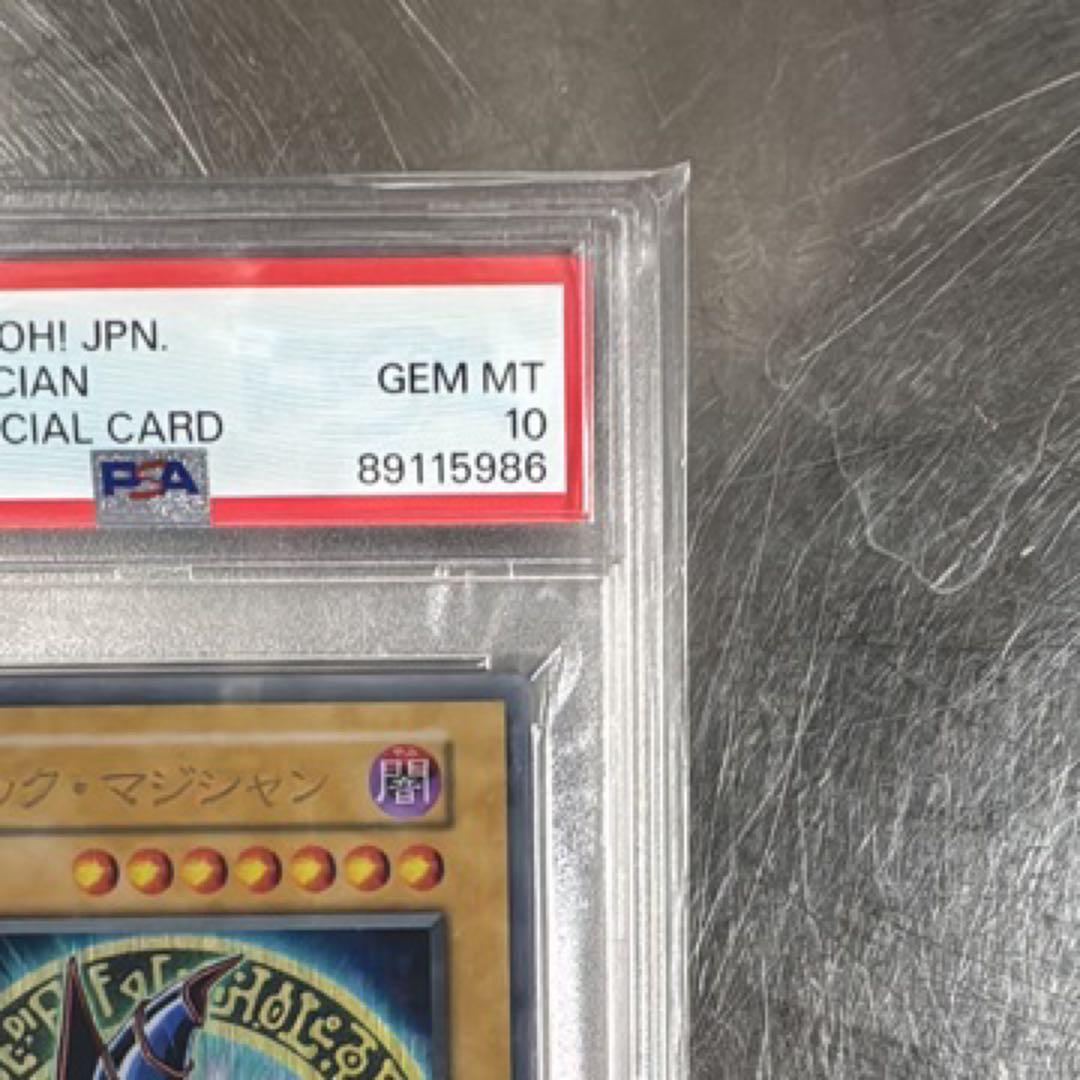 OH! JPN.
CIAN
GEM MT
CIAL CARD
10
PSA
89115986
ック・マジシャン
闇